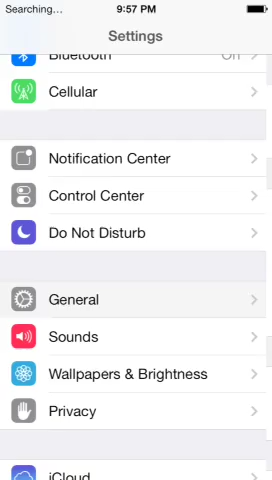 Searching... 9:57 PM
Settings
Bluetooth On
Cellular
Notification Center
Control Center
Do Not Disturb
General
Sounds
Wallpapers & Brightness
Privacy
iCloud